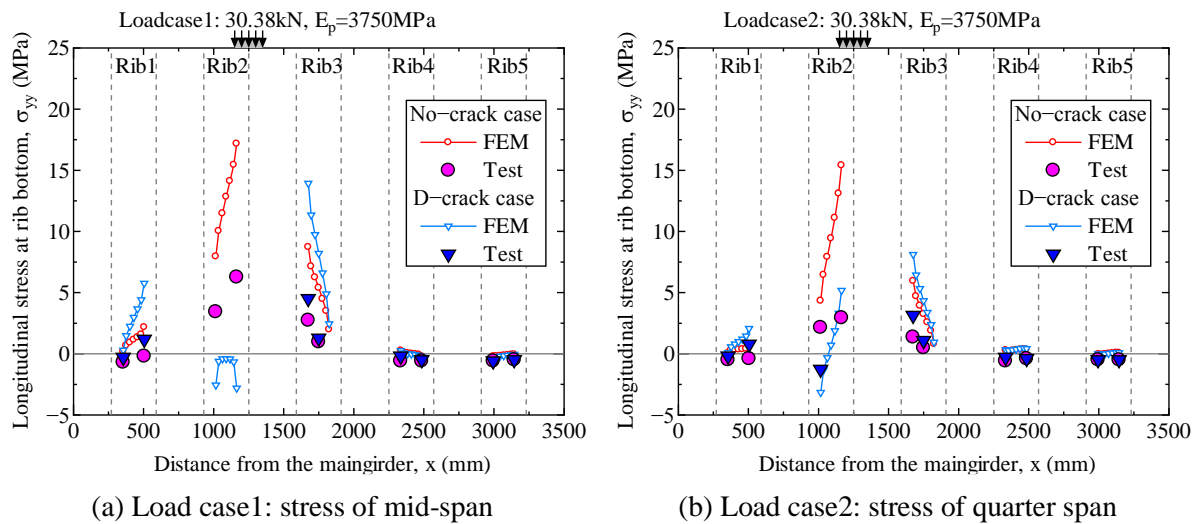 Loadcase1: 30.38kN, E_p=3750MPa
Longitudinal stress at rib bottom, σ_yy (MPa)
25
20
15
10
5
0
−5
Rib1 Rib2 Rib3 Rib4 Rib5
No−crack case
FEM
Test
D−crack case
FEM
Test
0 500 1000 1500 2000 2500 3000 3500
Distance from the maingirder, x (mm)
(a) Load case1: stress of mid-span
Loadcase2: 30.38kN, E_p=3750MPa
Longitudinal stress at rib bottom, σ_yy (MPa)
25
20
15
10
5
0
−5
Rib1 Rib2 Rib3 Rib4 Rib5
No−crack case
FEM
Test
D−crack case
FEM
Test
0 500 1000 1500 2000 2500 3000 3500
Distance from the maingirder, x (mm)
(b) Load case2: stress of quarter span